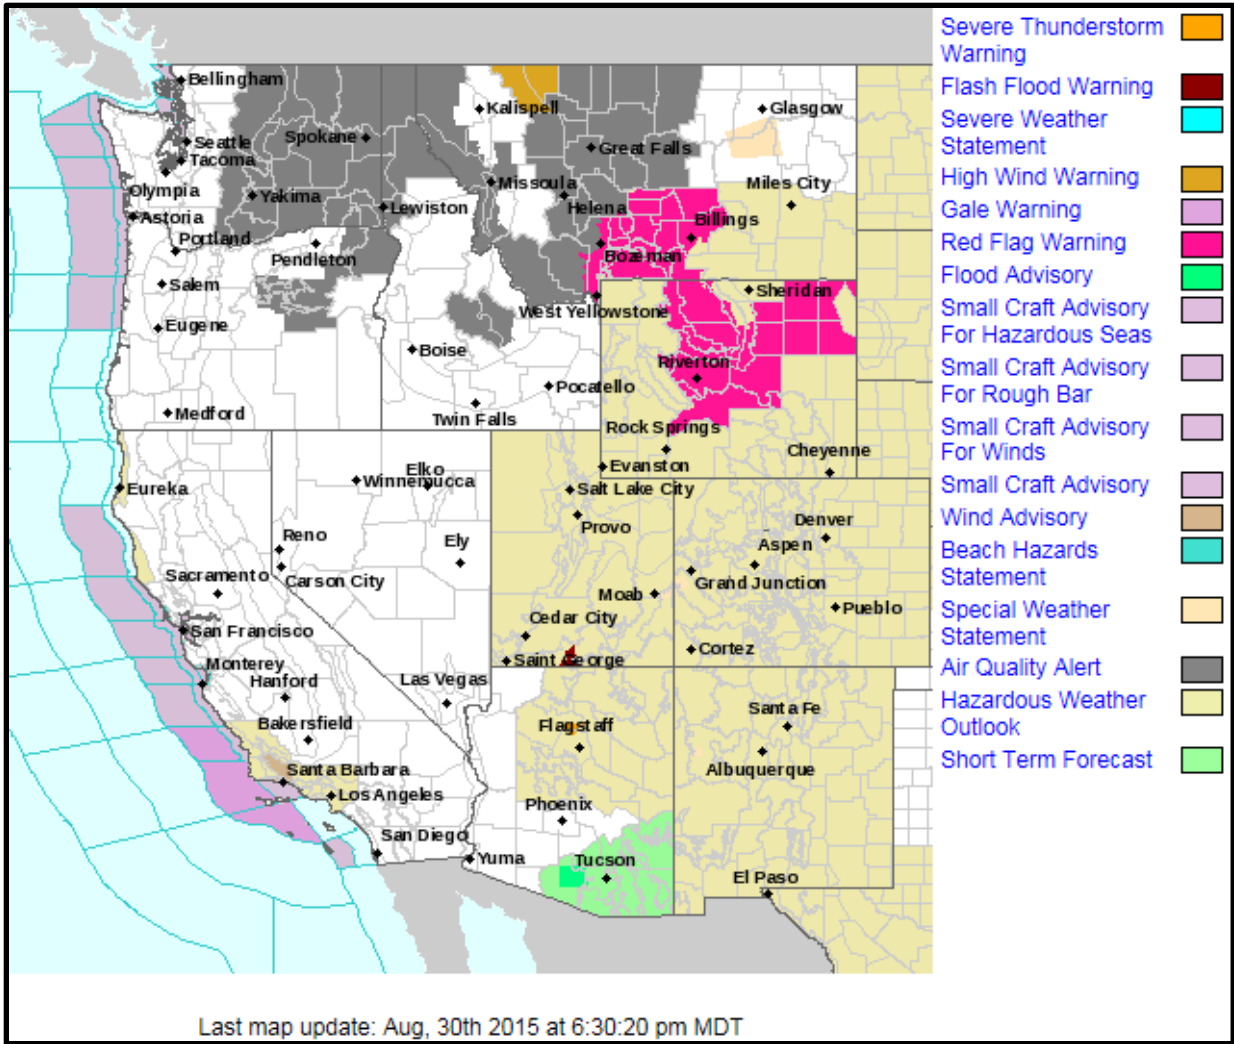 Bellingham
Kalispell
Glasgow
Seattle
Spokane
Great Falls
Tacoma
Olympia
Yakima
Missoula
Miles City
Astoria
Lewiston
Helena
Billings
Portland
Pendleton
Bozeman
Salem
Sheridan
West Yellowstone
Eugene
Boise
Riverton
Pocatello
Medford
Twin Falls
Rock Springs
Cheyenne
Elko
Evanston
Eureka
Winnemucca
Salt Lake City
Provo
Denver
Reno
Ely
Aspen
Sacramento
Carson City
Grand Junction
Moab
Pueblo
Cedar City
San Francisco
Cortez
Monterey
Saint George
Hanford
Las Vegas
Bakersfield
Flagstaff
Santa Fe
Santa Barbara
Albuquerque
Los Angeles
Phoenix
San Diego
Yuma
Tucson
El Paso
Severe Thunderstorm
Warning
Flash Flood Warning
Severe Weather
Statement
High Wind Warning
Gale Warning
Red Flag Warning
Flood Advisory
Small Craft Advisory
For Hazardous Seas
Small Craft Advisory
For Rough Bar
Small Craft Advisory
For Winds
Small Craft Advisory
Wind Advisory
Beach Hazards
Statement
Special Weather
Statement
Air Quality Alert
Hazardous Weather
Outlook
Short Term Forecast
Last map update: Aug, 30th 2015 at 6:30:20 pm MDT